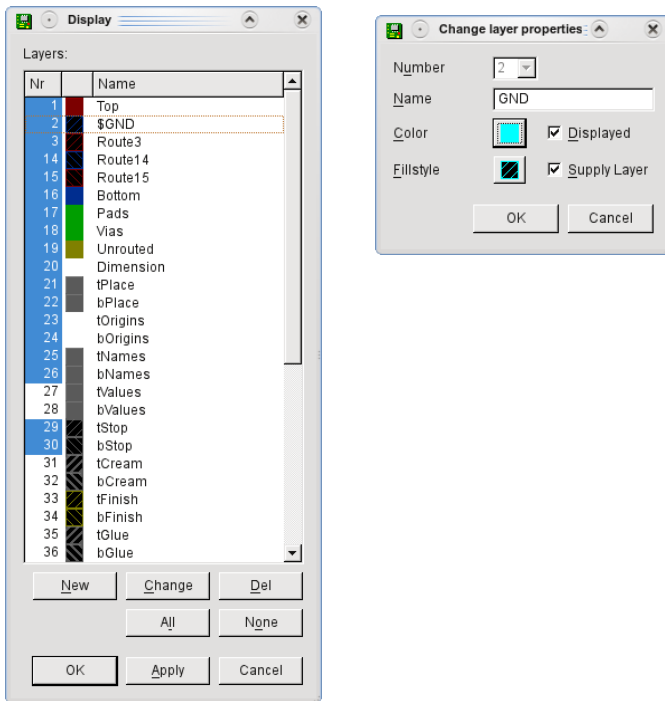 Display
Layers:
Nr Name
1 Top
2 $GND
3 Route3
14 Route14
15 Route15
16 Bottom
17 Pads
18 Vias
19 Unrouted
20 Dimension
21 tPlace
22 bPlace
23 tOrigins
24 bOrigins
25 tNames
26 bNames
27 tValues
28 bValues
29 tStop
30 bStop
31 tCream
32 bCream
33 tFinish
34 bFinish
35 tGlue
36 bGlue
New Change Del
All None
OK Apply Cancel
Change layer properties
Number 2
Name GND
Color Displayed
Fillstyle Supply Layer
OK Cancel